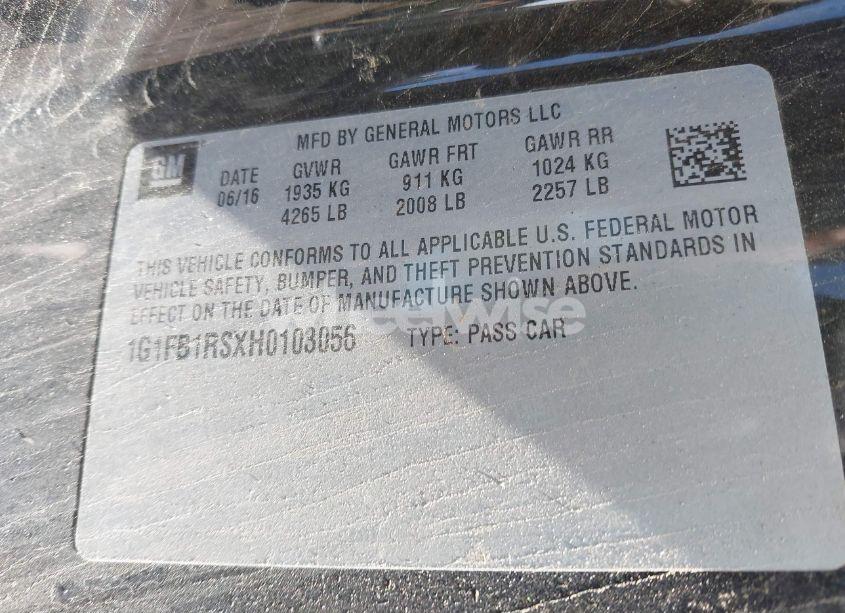 MFD BY GENERAL MOTORS LLC
GM
DATE GVWR GAWR FRT GAWR RR
06/16 1935 KG 911 KG 1024 KG
4265 LB 2008 LB 2257 LB
THIS VEHICLE CONFORMS TO ALL APPLICABLE U.S. FEDERAL MOTOR
VEHICLE SAFETY, BUMPER, AND THEFT PREVENTION STANDARDS IN
EFFECT ON THE DATE OF MANUFACTURE SHOWN ABOVE.
1G1FB1RSXH0103056 TYPE: PASS CAR